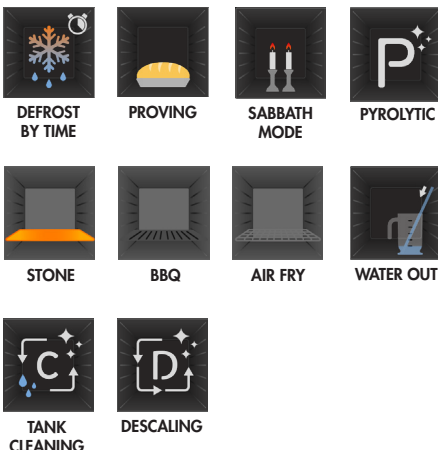 P
DEFROST
BY TIME
PROVING
SABBATH
MODE
PYROLYTIC
STONE
BBQ
AIR FRY
WATER OUT
C
D
TANK
CLEANING
DESCALING